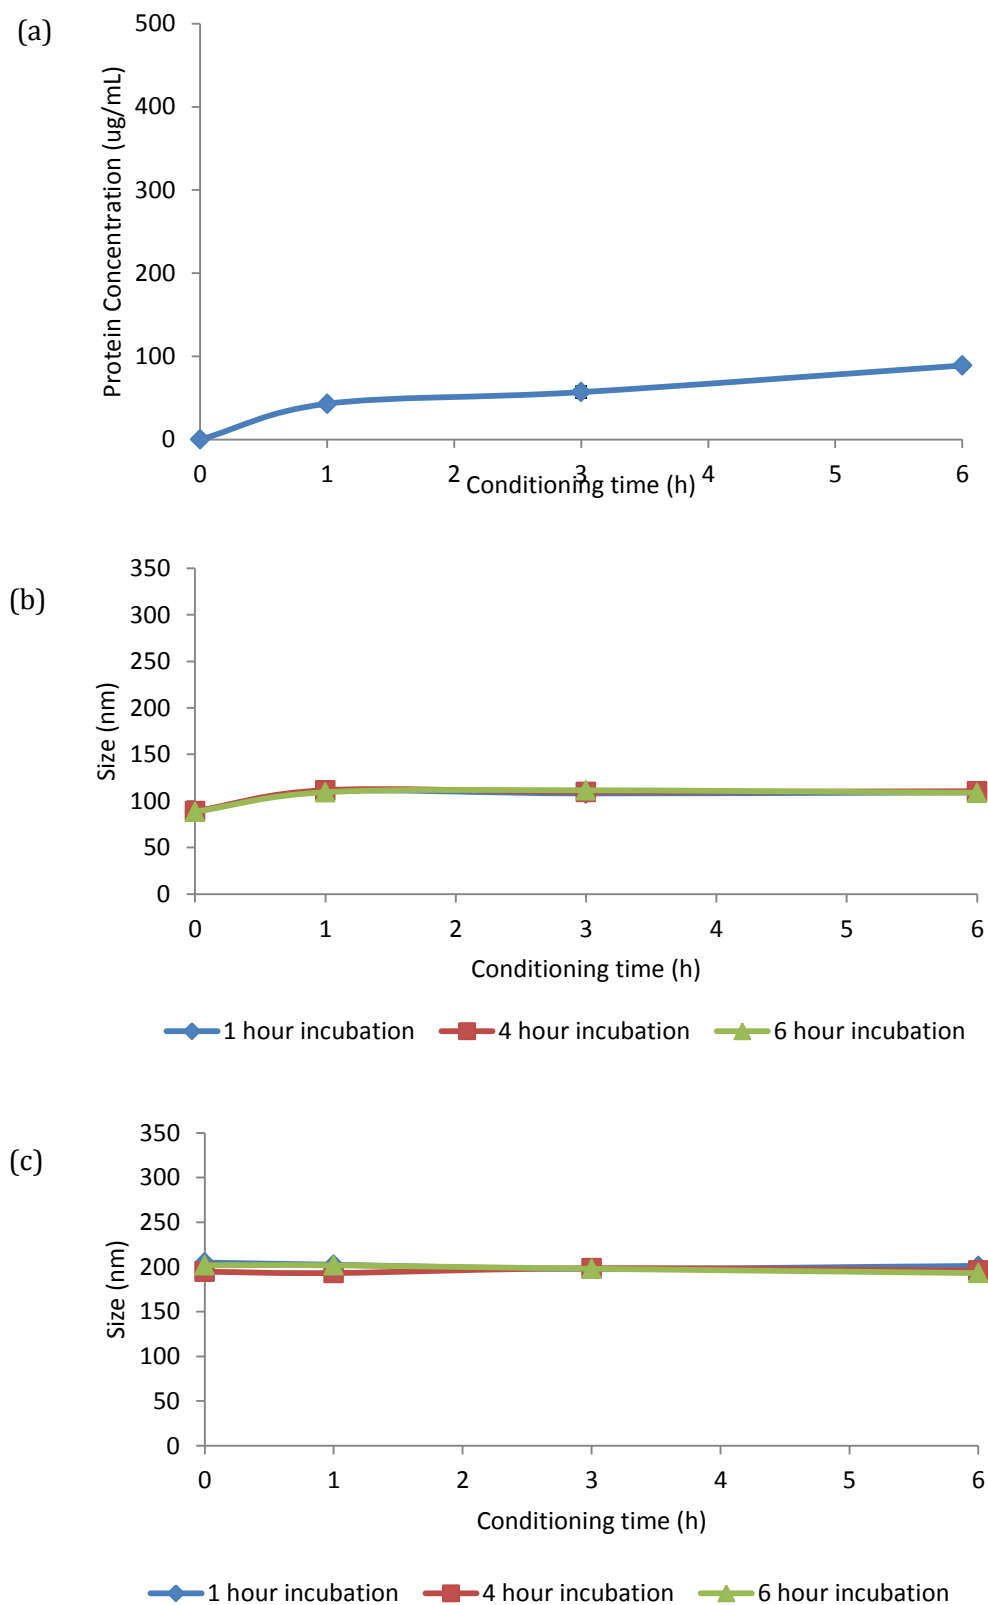 (a)
Protein Concentration (ug/mL)
500
400
300
200
100
0
0 1 2 3 4 5 6
Conditioning time (h)
(b)
Size (nm)
350
300
250
200
150
100
50
0
0 1 2 3 4 5 6
Conditioning time (h)
1 hour incubation 4 hour incubation 6 hour incubation
(c)
Size (nm)
350
300
250
200
150
100
50
0
0 1 2 3 4 5 6
Conditioning time (h)
1 hour incubation 4 hour incubation 6 hour incubation